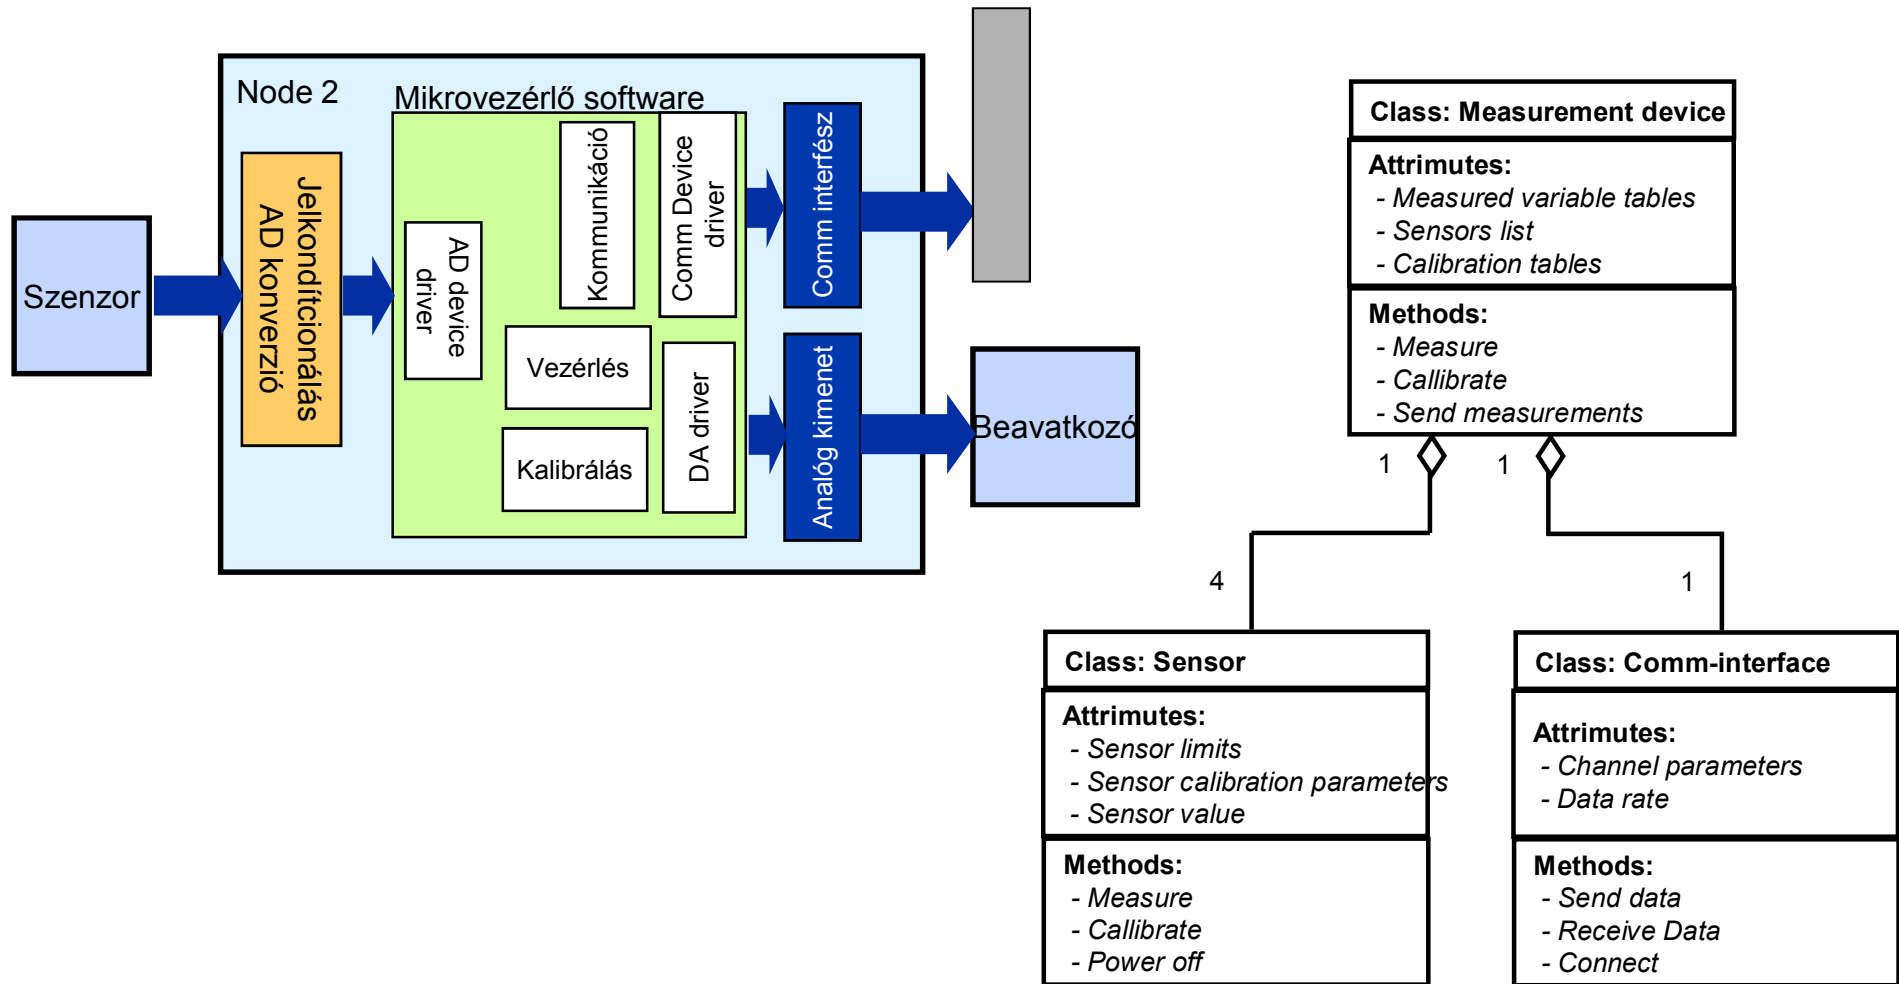 Node 2
Mikrovezérlő software
Szenzor
Jelkondítcionálás
AD konverzió
AD device
driver
Kommunikáció
Comm Device
driver
Vezérlés
Kalibrálás
DA driver
Comm interfész
Analóg kimenet
Beavatkozó
Class: Measurement device
Attrimutes:
- Measured variable tables
- Sensors list
- Calibration tables
Methods:
- Measure
- Callibrate
- Send measurements
1
1
4
1
Class: Sensor
Attrimutes:
- Sensor limits
- Sensor calibration parameters
- Sensor value
Methods:
- Measure
- Callibrate
- Power off
Class: Comm-interface
Attrimutes:
- Channel parameters
- Data rate
Methods:
- Send data
- Receive Data
- Connect